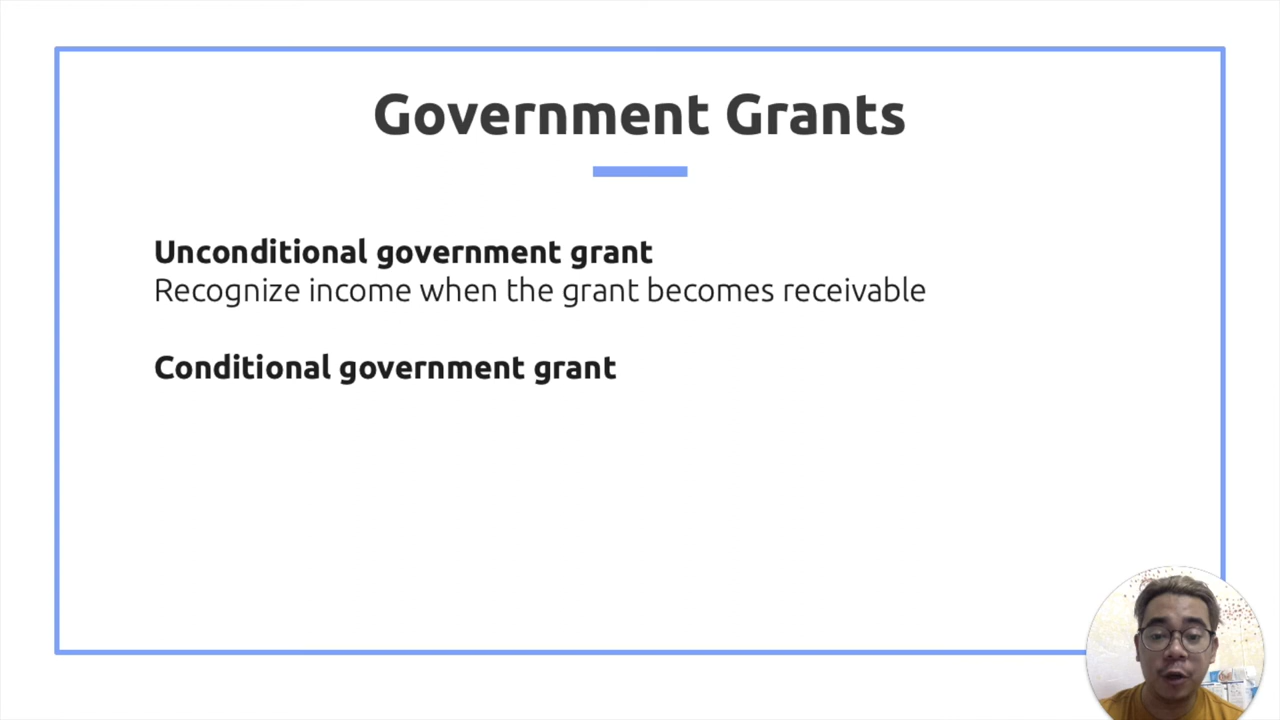 Government Grants
Unconditional government grant
Recognize income when the grant becomes receivable
Conditional government grant